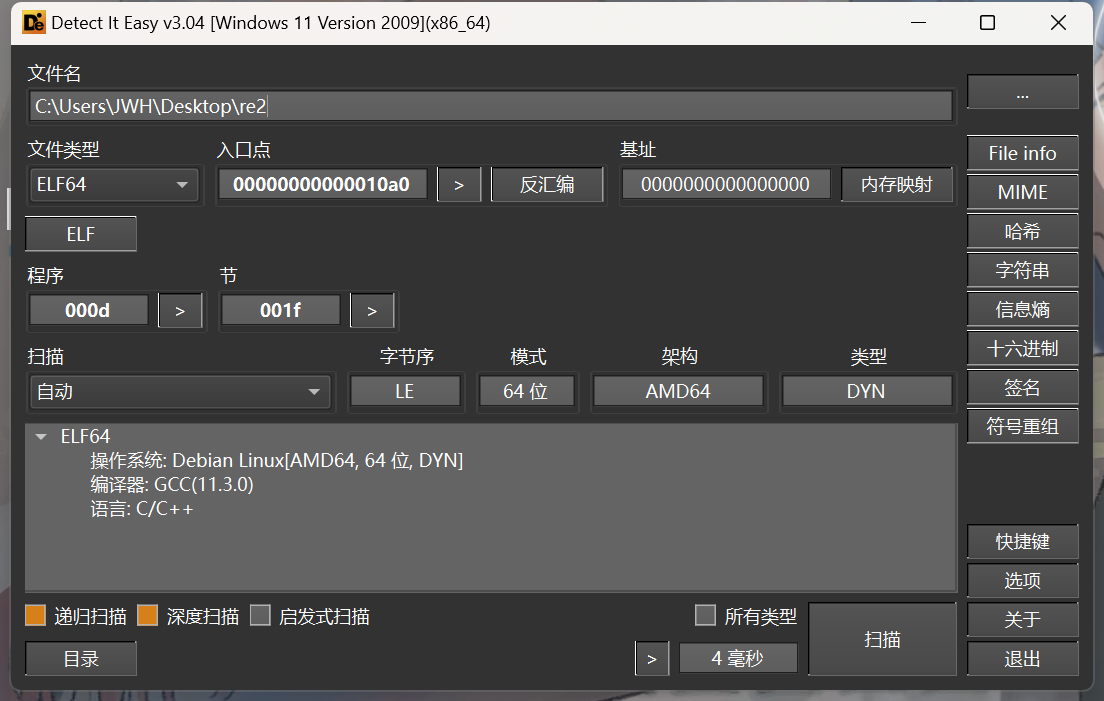 Detect It Easy v3.04 [Windows 11 Version 2009](x86_64)
文件名
C:\Users\JWH\Desktop\re2
...
文件类型 入口点 基址
ELF64 00000000000010a0 > 反汇编 0000000000000000 内存映射
File info
MIME
哈希
字符串
信息熵
十六进制
签名
符号重组
ELF
程序 节
000d > 001f >
扫描 字节序 模式 架构 类型
自动 LE 64 位 AMD64 DYN
ELF64
操作系统: Debian Linux[AMD64, 64 位, DYN]
编译器: GCC(11.3.0)
语言: C/C++
快捷键
选项
关于
退出
递归扫描 深度扫描 启发式扫描 所有类型
扫描
目录 > 4 毫秒